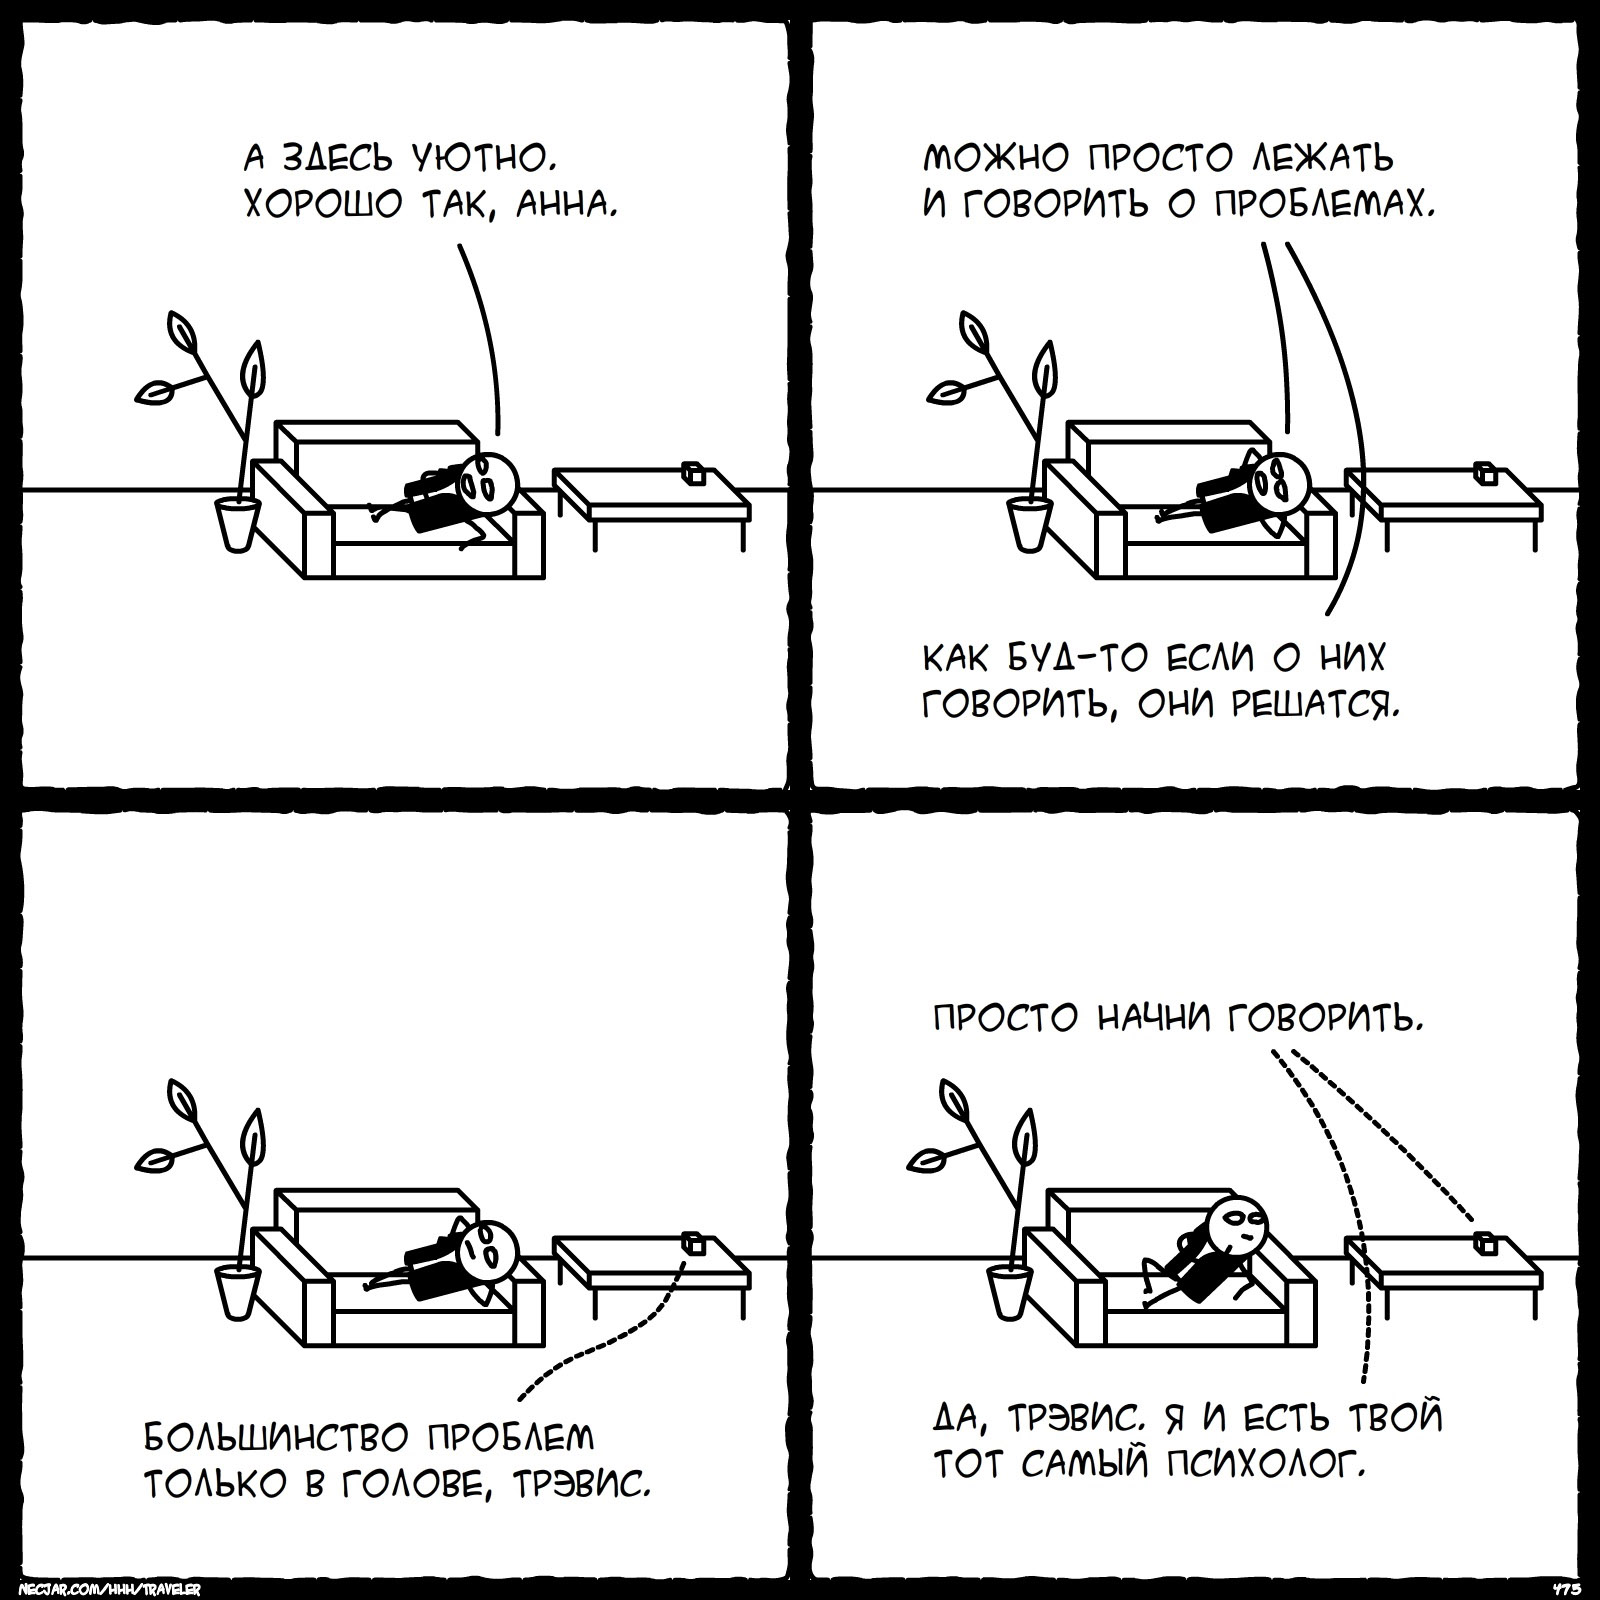 А ЗДЕСЬ УЮТНО.
ХОРОШО ТАК, АННА.
МОЖНО ПРОСТО ЛЕЖАТЬ
И ГОВОРИТЬ О ПРОБЛЕМАХ.
КАК БУД-ТО ЕСЛИ О НИХ
ГОВОРИТЬ, ОНИ РЕШАТСЯ.
БОЛЬШИНСТВО ПРОБЛЕМ
ТОЛЬКО В ГОЛОВЕ, ТРЭВИС.
ПРОСТО НАЧНИ ГОВОРИТЬ.
ДА, ТРЭВИС. Я И ЕСТЬ ТВОЙ
ТОТ САМЫЙ ПСИХОЛОГ.
NECJAR.COM/HHH/TRAVELER
475